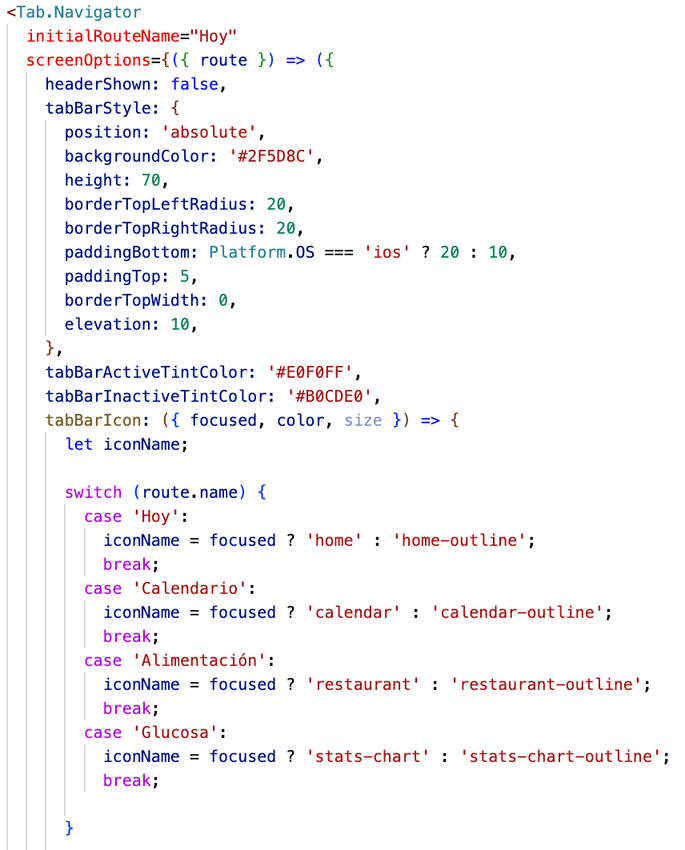 <Tab.Navigator
  initialRouteName="Hoy"
  screenOptions={({ route }) => ({
    headerShown: false,
    tabBarStyle: {
      position: 'absolute',
      backgroundColor: '#2F5D8C',
      height: 70,
      borderTopLeftRadius: 20,
      borderTopRightRadius: 20,
      paddingBottom: Platform.OS === 'ios' ? 20 : 10,
      paddingTop: 5,
      borderTopWidth: 0,
      elevation: 10,
    },
    tabBarActiveTintColor: '#E0F0FF',
    tabBarInactiveTintColor: '#B0CDE0',
    tabBarIcon: ({ focused, color, size }) => {
      let iconName;

      switch (route.name) {
        case 'Hoy':
          iconName = focused ? 'home' : 'home-outline';
          break;
        case 'Calendario':
          iconName = focused ? 'calendar' : 'calendar-outline';
          break;
        case 'Alimentación':
          iconName = focused ? 'restaurant' : 'restaurant-outline';
          break;
        case 'Glucosa':
          iconName = focused ? 'stats-chart' : 'stats-chart-outline';
          break;

      }